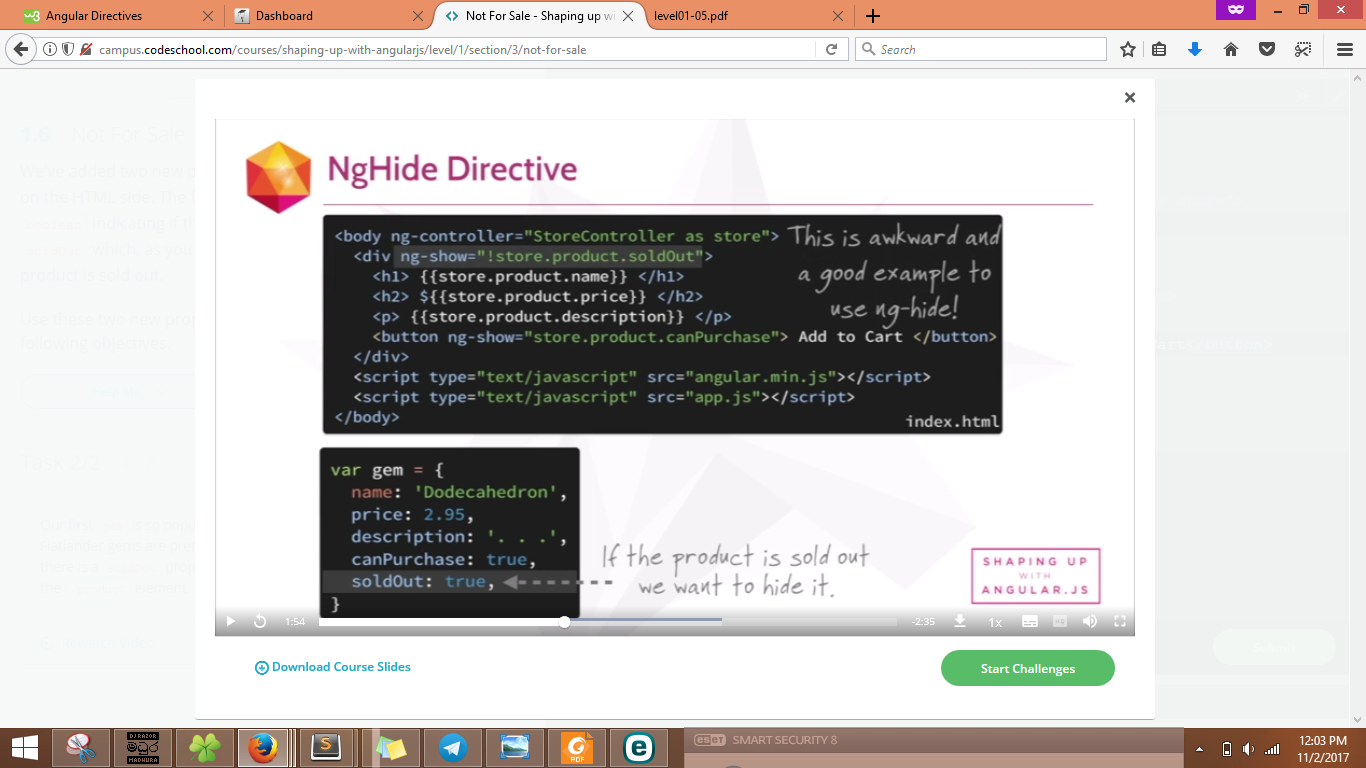 Angular Directives
Dashboard
Not For Sale - Shaping up wi
level01-05.pdf
campus.codeschool.com/courses/shaping-up-with-angularjs/level/1/section/3/not-for-sale
Search
NgHide Directive
<body ng-controller="StoreController as store">
<div ng-show="!store.product.soldOut">
<h1> {{store.product.name}} </h1>
<h2> ${{store.product.price}} </h2>
<p> {{store.product.description}} </p>
<button ng-show="store.product.canPurchase"> Add to Cart </button>
</div>
<script type="text/javascript" src="angular.min.js"></script>
<script type="text/javascript" src="app.js"></script>
</body>
index.html
This is awkward and
a good example to
use ng-hide!
var gem = {
name: 'Dodecahedron',
price: 2.95,
description: '. . .',
canPurchase: true,
soldOut: true,
}
If the product is sold out
we want to hide it.
SHAPING UP
WITH
ANGULAR.JS
1:54
-2:35
1x
Download Course Slides
Start Challenges
eset SMART SECURITY 8
12:03 PM
11/2/2017